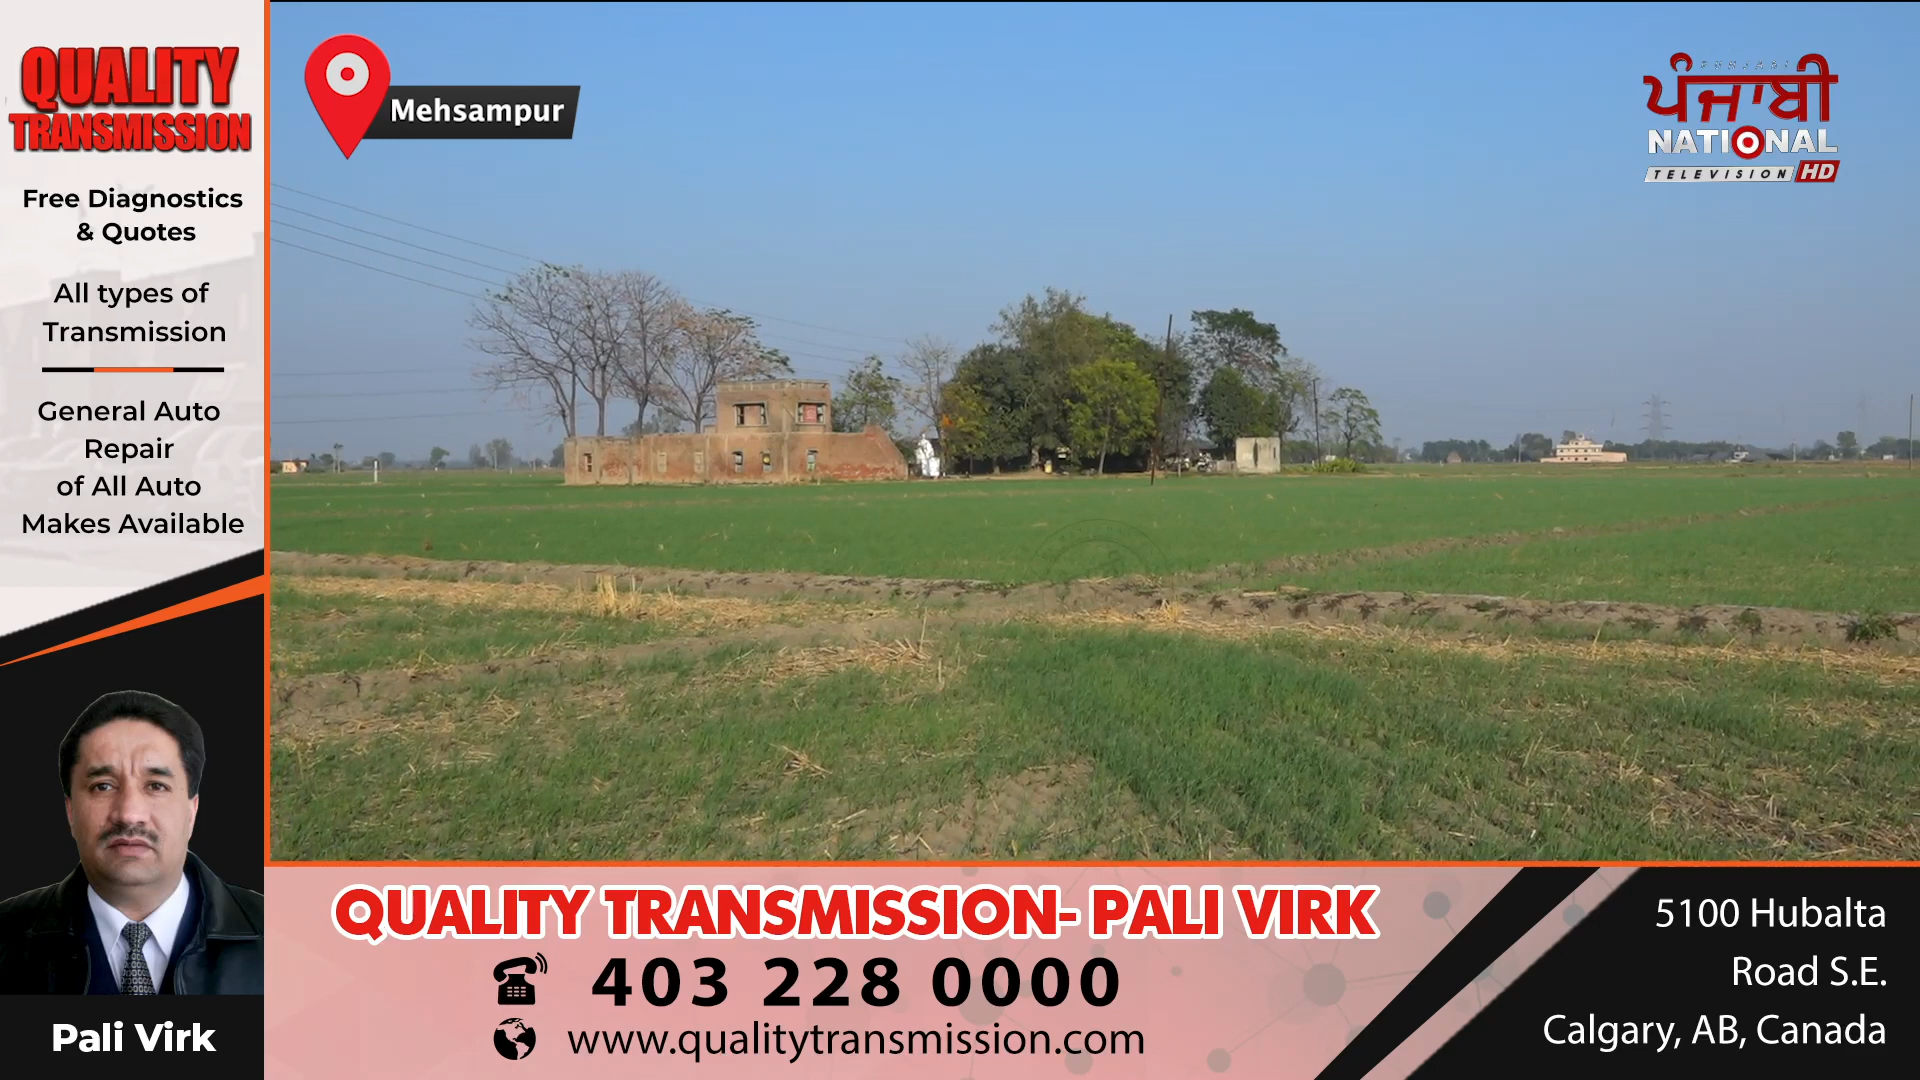 QUALITY
TRANSMISSION
Free Diagnostics
& Quotes
All types of
Transmission
General Auto
Repair
of All Auto
Makes Available
Pali Virk
Mehsampur
PUNJABI
ਪੰਜਾਬੀ
NATIONAL
TELEVISION HD
QUALITY TRANSMISSION- PALI VIRK
403 228 0000
www.qualitytransmission.com
5100 Hubalta
Road S.E.
Calgary, AB, Canada